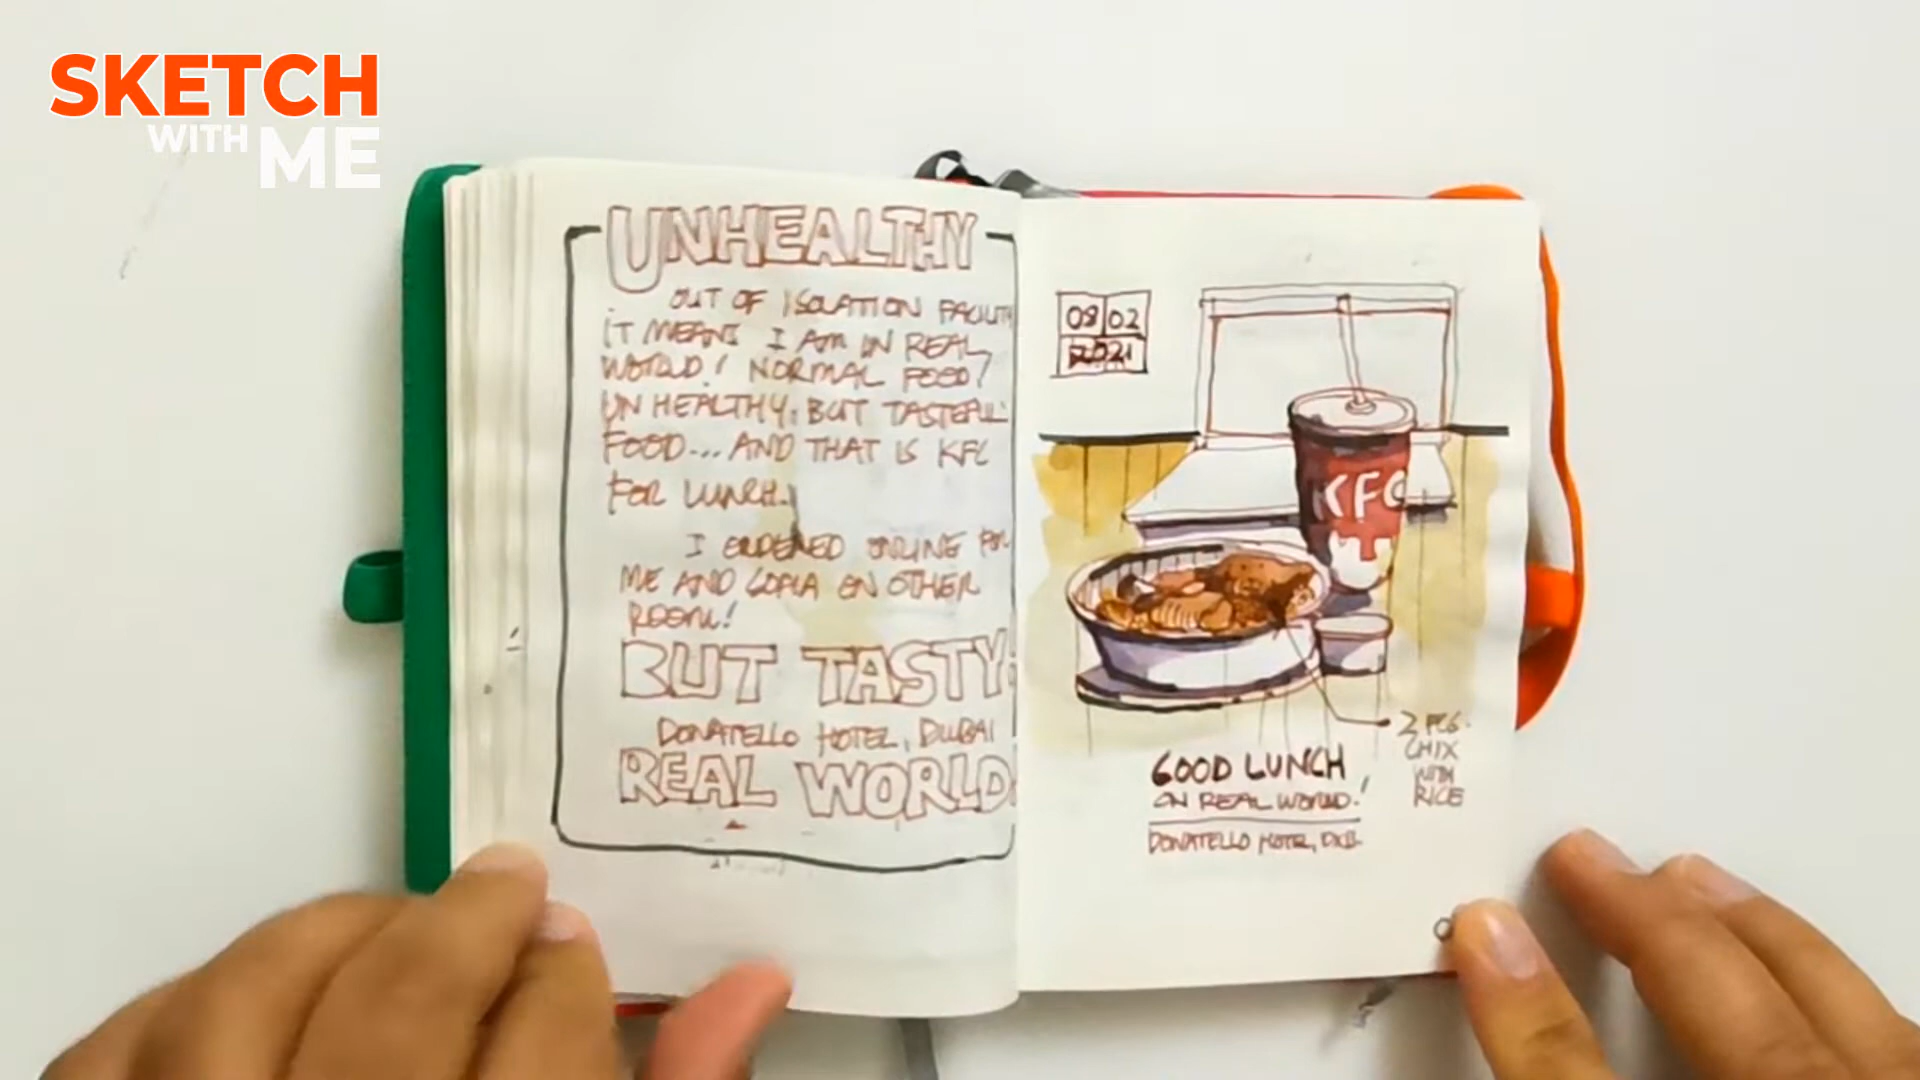 SKETCH
WITH ME
UNHEALTHY
OUT OF ISOLATION FACILITY
IT MEANS I AM IN REAL
WORLD! NORMAL FOOD!
UNHEALTHY, BUT TASTEFUL
FOOD... AND THAT IS KFC
FOR LUNCH.
I ORDERED ONLINE FOR
ME AND ON OTHER
ROOM!
BUT TASTY
DONATELLO HOTEL, DUBAI
REAL WORLD
08 02
2021
KFC
2 PCS.
CHIX
WITH
RICE
GOOD LUNCH
ON REAL WORLD!
DONATELLO HOTEL, DXB.